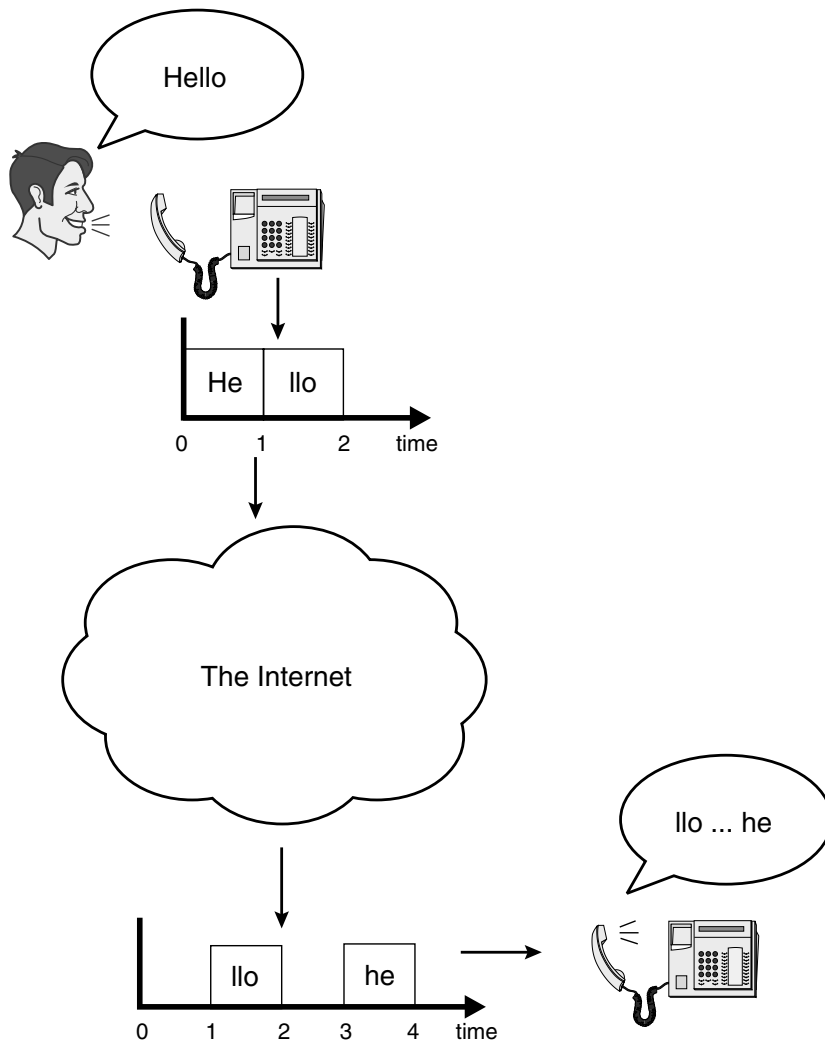 Hello
He llo
0 1 2 time
The Internet
llo ... he
llo he
0 1 2 3 4 time